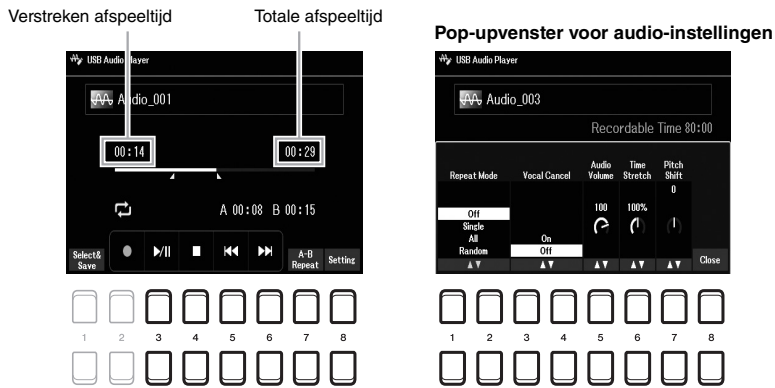 Verstreken afspeeltijd
Totale afspeeltijd
USB Audio Player
Audio_001
00:14
00:29
A 00:08 B 00:15
Select&
Save
A-B
Repeat
Setting
1 2 3 4 5 6 7 8
Pop-upvenster voor audio-instellingen
USB Audio Player
Audio_003
Recordable Time 80:00
Repeat Mode
Vocal Cancel
Audio
Volume
Time
Stretch
Pitch
Shift
0
100
100%
Off
Single
All
Random
On
Off
Close
1 2 3 4 5 6 7 8